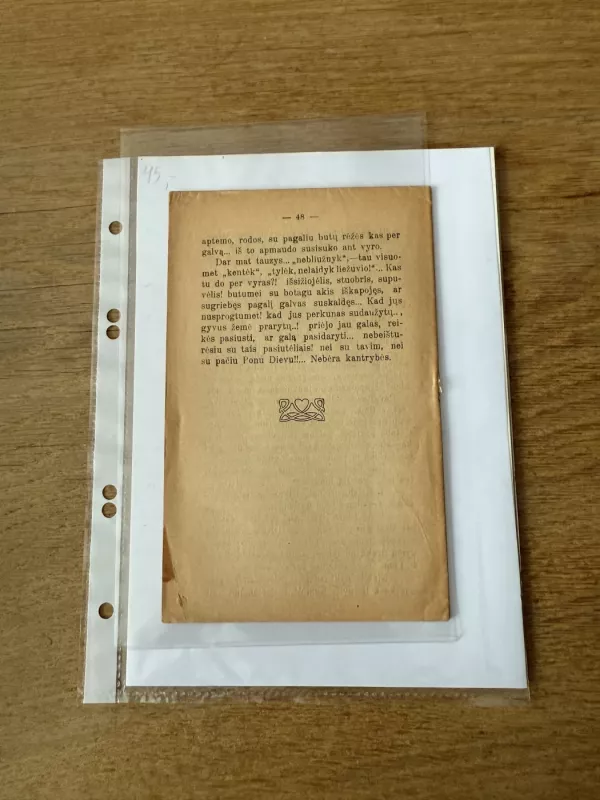 45,-
— 48 —
aptemo, rodos, su pagaliu butų rėžęs kas per
galvą... iš to apmaudo susisuko ant vyro.
Dar mat tauzys... „nebliužnyk“,—tau visuo-
met „kentėk“, „tylėk, nelaidyk liežuvio!“... Kas
tu do per vyras?! išsižiojėlis, stuobris, supu-
vėlis! butumei su botagu akis iškapojęs, ar
sugriebęs pagalį galvas suskaldęs... Kad jųs
nusprogtumet! kad jus perkunas sudaužytų..,
gyvus žemė prarytų..! priėjo jau galas, rei-
kės pasiusti, ar galą pasidaryti... nebeištu-
rėsiu su tais pasiutėliais! nei su tavim, nei
su pačiu Ponu Dievu!!... Nebėra kantrybės.